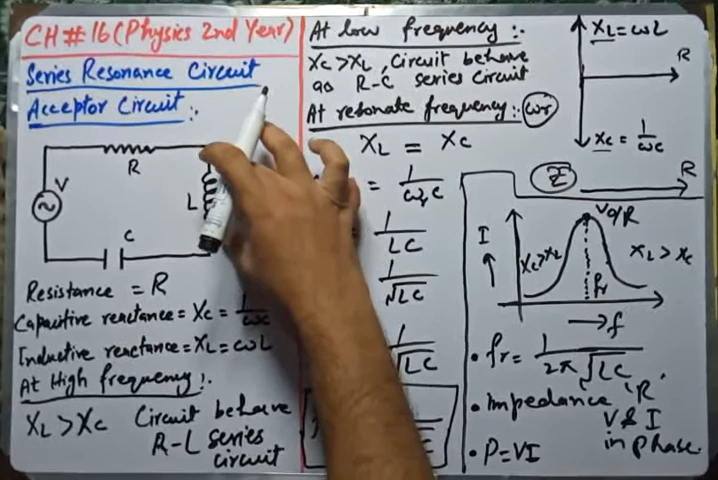 CH # 16 (Physics 2nd Year)
Series Resonance Circuit
Acceptor Circuit :.
R
V
L
C
Resistance = R
Capacitive reactance = Xc = 1/ωc
Inductive reactance = XL = ωL
At High frequency :.
XL > Xc Circuit behave
R-L series
circuit
At low frequency :.
Xc > XL, Circuit behave
as R-C series Circuit
At resonate frequency :. ωr
XL = Xc
= 1/ωrc
1/LC
1/√LC
1/√LC
XL = ωL
R
Xc = 1/ωc
Z
R
I
Vo/R
Xc > XL
XL > Xc
fr
→ f
• fr = 1/2π√LC
• Impedance 'R'
V & I
in phase.
• P = VI